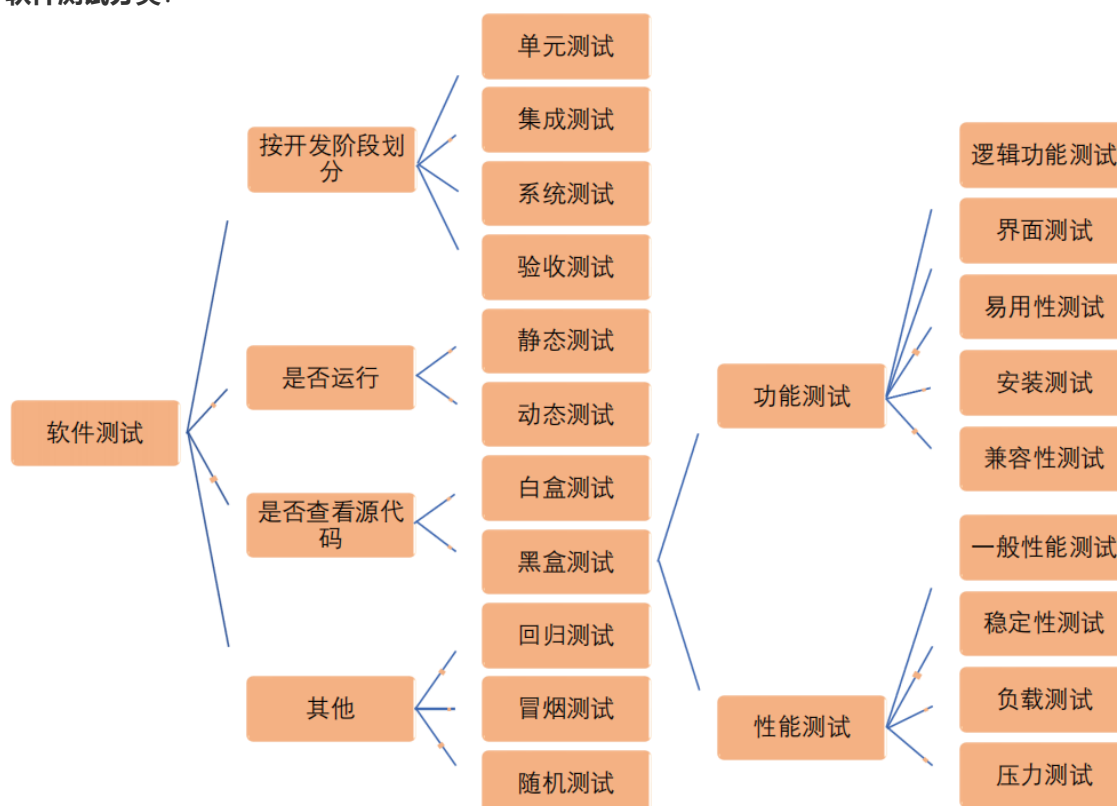 软件测试分类:
单元测试
集成测试
按开发阶段划
分
系统测试
验收测试
静态测试
是否运行
动态测试
软件测试
白盒测试
是否查看源代
码
黑盒测试
回归测试
其他
冒烟测试
随机测试
功能测试
逻辑功能测试
界面测试
易用性测试
安装测试
兼容性测试
性能测试
一般性能测试
稳定性测试
负载测试
压力测试